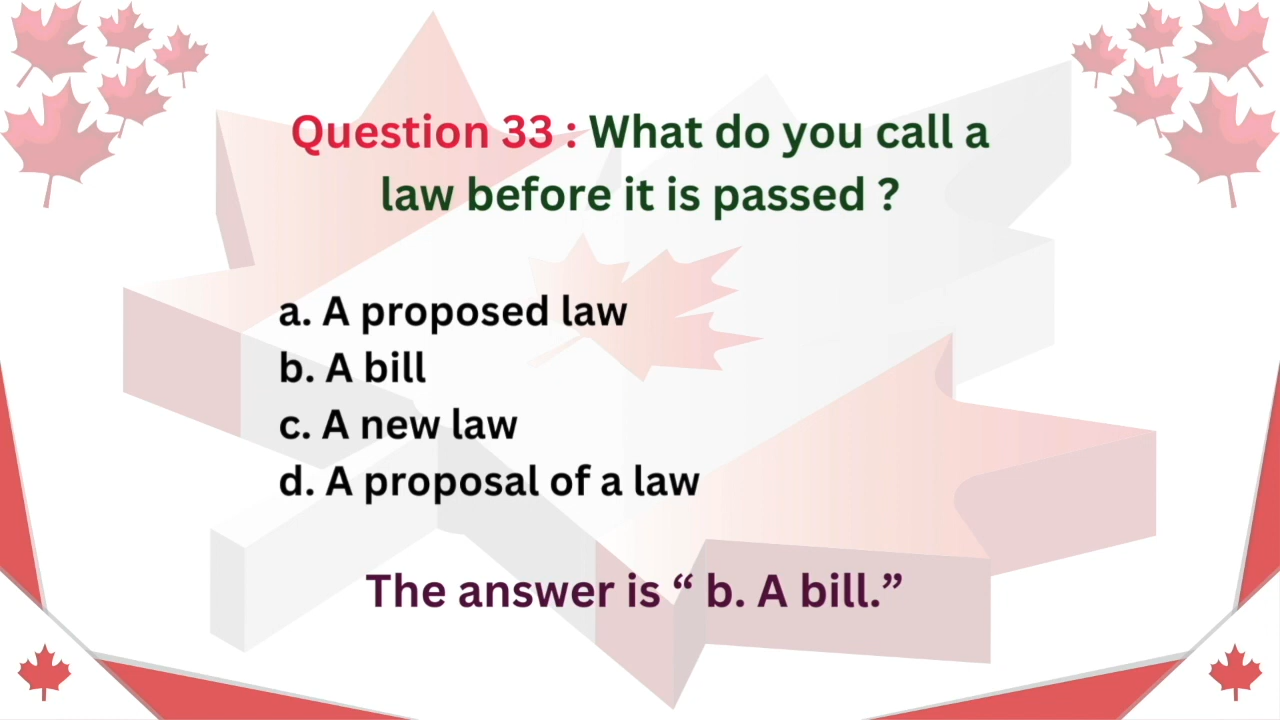 Question 33 : What do you call a
law before it is passed ?
a. A proposed law
b. A bill
c. A new law
d. A proposal of a law
The answer is “ b. A bill.”